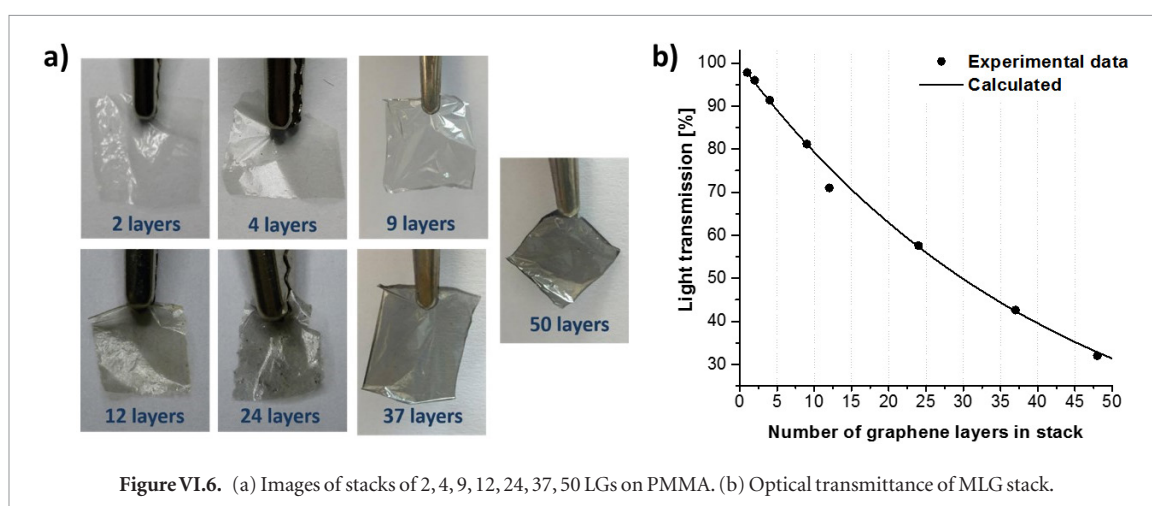 a)
2 layers
4 layers
9 layers
12 layers
24 layers
37 layers
50 layers
b)
Experimental data
Calculated
Light transmission [%]
100
90
80
70
60
50
40
30
0 5 10 15 20 25 30 35 40 45 50
Number of graphene layers in stack
Figure VI.6. (a) Images of stacks of 2, 4, 9, 12, 24, 37, 50 LGs on PMMA. (b) Optical transmittance of MLG stack.